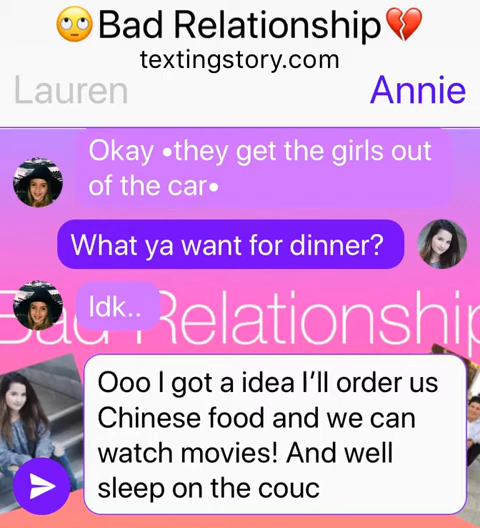 🙄Bad Relationship💔
textingstory.com
Lauren
Annie
Okay •they get the girls out
of the car•
What ya want for dinner?
Idk..
Bad Relationship
Ooo I got a idea I’ll order us
Chinese food and we can
watch movies! And well
sleep on the couc